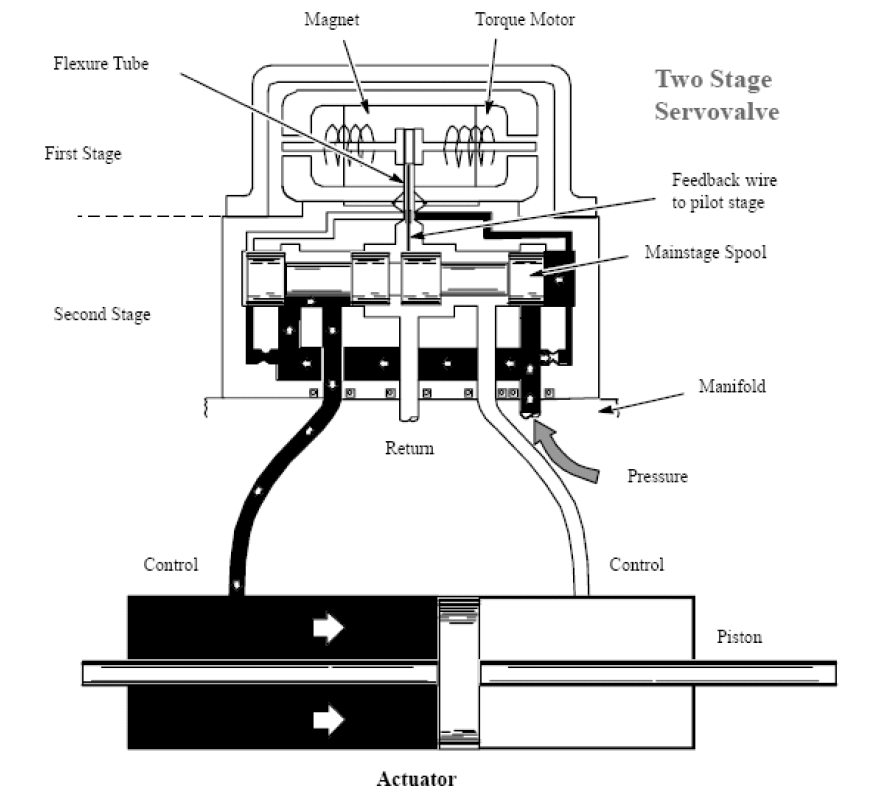 Magnet
Torque Motor
Flexure Tube
Two Stage
Servovalve
First Stage
Feedback wire
to pilot stage
Mainstage Spool
Second Stage
Manifold
Return
Pressure
Control
Control
Piston
Actuator